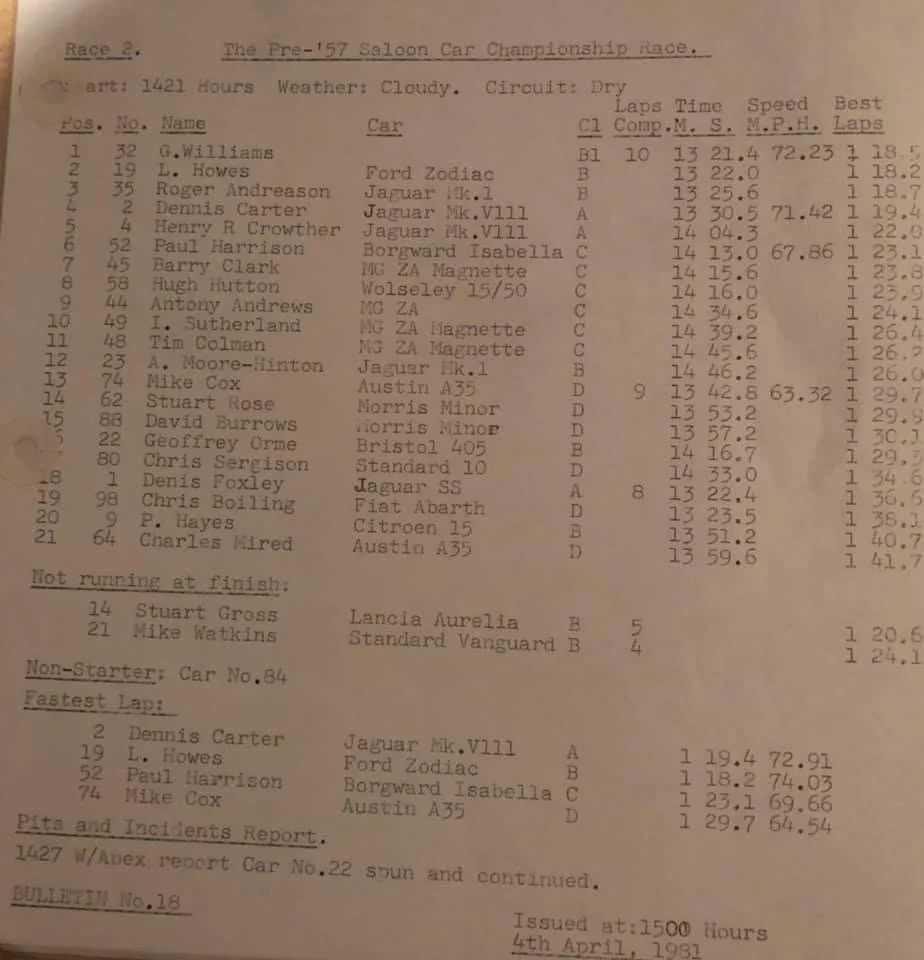 Race 2. The Pre-'57 Saloon Car Championship Race.
art: 1421 Hours Weather: Cloudy. Circuit: Dry
Laps Time Speed Best
Pos. No. Name Car Cl Comp. M. S. M.P.H. Laps
1 32 G.Williams B1 10 13 21.4 72.23 1 18.5
2 19 L. Howes Ford Zodiac B 13 22.0 1 18.2
3 35 Roger Andreason Jaguar Mk.1 B 13 25.6 1 18.7
4 2 Dennis Carter Jaguar Mk.V111 A 13 30.5 71.42 1 19.4
5 4 Henry R Crowther Jaguar Mk.V111 A 14 04.3 1 22.0
6 52 Paul Harrison Borgward Isabella C 14 13.0 67.86 1 23.1
7 45 Barry Clark MG ZA Magnette C 14 15.6 1 23.8
8 58 Hugh Hutton Wolseley 15/50 C 14 16.0 1 23.9
9 44 Antony Andrews MG ZA C 14 34.6 1 24.1
10 49 I. Sutherland MG ZA Magnette C 14 39.2 1 26.4
11 48 Tim Colman MG ZA Magnette C 14 45.6 1 26.2
12 23 A. Moore-Hinton Jaguar Mk.1 B 14 46.2 1 26.0
13 74 Mike Cox Austin A35 D 9 13 42.8 63.32 1 29.7
14 62 Stuart Rose Morris Minor D 13 53.2 1 29.9
15 88 David Burrows Morris Minor D 13 57.2 1 30.1
22 Geoffrey Orme Bristol 405 B 14 16.7 1 29.3
80 Chris Sergison Standard 10 D 14 33.0 1 34.6
18 1 Denis Foxley Jaguar SS A 8 13 22.4 1 36.6
19 98 Chris Boiling Fiat Abarth D 13 23.5 1 36.1
20 9 P. Hayes Citroen 15 B 13 51.2 1 40.7
21 64 Charles Mired Austin A35 D 13 59.6 1 41.7
Not running at finish:
14 Stuart Gross Lancia Aurelia B 5 1 20.6
21 Mike Watkins Standard Vanguard B 4 1 24.1
Non-Starter: Car No.84
Fastest Lap:
2 Dennis Carter Jaguar Mk.V111 A 1 19.4 72.91
19 L. Howes Ford Zodiac B 1 18.2 74.03
52 Paul Harrison Borgward Isabella C 1 23.1 69.66
74 Mike Cox Austin A35 D 1 29.7 64.54
Pits and Incidents Report.
1427 W/Apex report Car No.22 spun and continued.
BULLETIN No.18
Issued at:1500 Hours
4th April, 1981